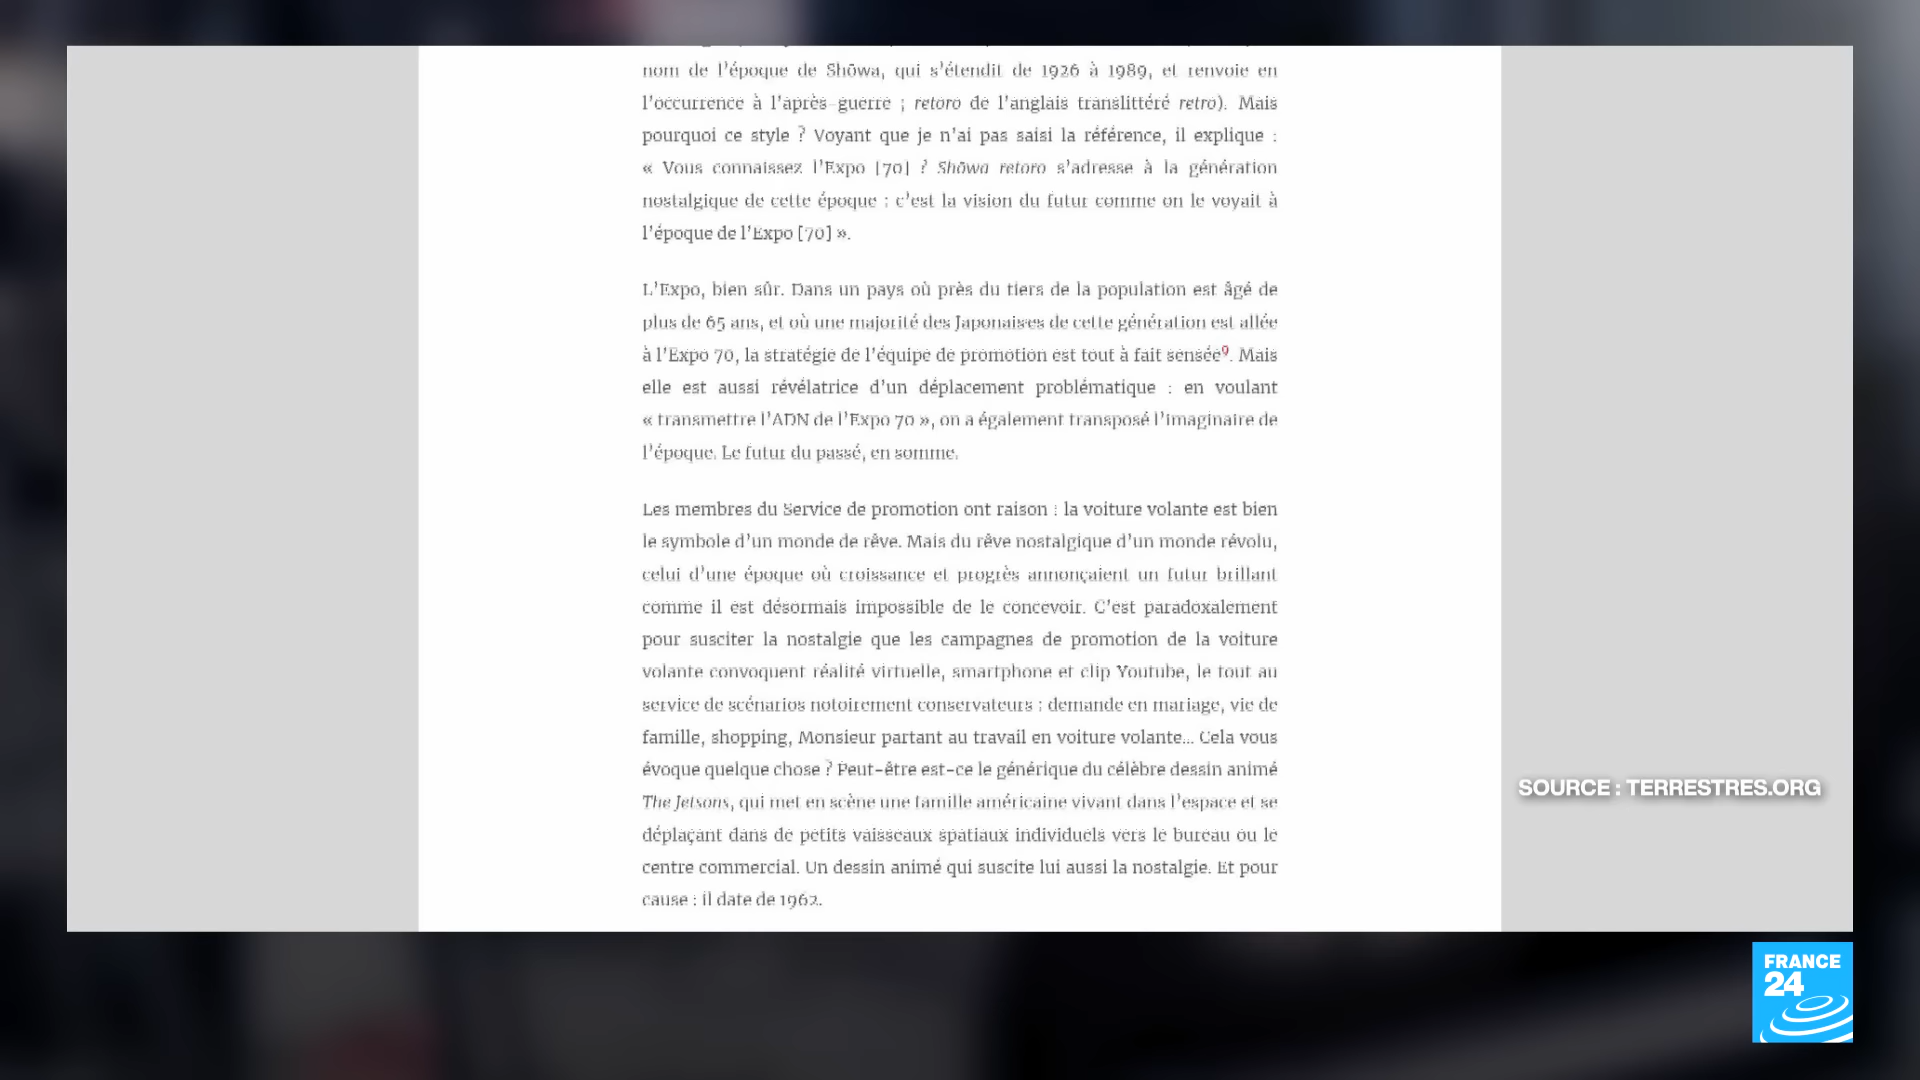 nom de l'époque de Shōwa, qui s'étendit de 1926 à 1989, et renvoie en
l'occurrence à l'après-guerre ; retoro de l'anglais translittéré retro). Mais
pourquoi ce style ? Voyant que je n'ai pas saisi la référence, il explique :
« Vous connaissez l'Expo [70] ? Shōwa retoro s'adresse à la génération
nostalgique de cette époque : c'est la vision du futur comme on le voyait à
l'époque de l'Expo [70] ».
L'Expo, bien sûr. Dans un pays où près du tiers de la population est âgé de
plus de 65 ans, et où une majorité des Japonaises de cette génération est allée
à l'Expo 70, la stratégie de l'équipe de promotion est tout à fait sensée9. Mais
elle est aussi révélatrice d'un déplacement problématique : en voulant
« transmettre l'ADN de l'Expo 70 », on a également transposé l'imaginaire de
l'époque. Le futur du passé, en somme.
Les membres du Service de promotion ont raison : la voiture volante est bien
le symbole d'un monde de rêve. Mais du rêve nostalgique d'un monde révolu,
celui d'une époque où croissance et progrès annonçaient un futur brillant
comme il est désormais impossible de le concevoir. C'est paradoxalement
pour susciter la nostalgie que les campagnes de promotion de la voiture
volante convoquent réalité virtuelle, smartphone et clip Youtube, le tout au
service de scénarios notoirement conservateurs : demande en mariage, vie de
famille, shopping, Monsieur partant au travail en voiture volante… Cela vous
évoque quelque chose ? Peut-être est-ce le générique du célèbre dessin animé
The Jetsons, qui met en scène une famille américaine vivant dans l'espace et se
déplaçant dans de petits vaisseaux spatiaux individuels vers le bureau ou le
centre commercial. Un dessin animé qui suscite lui aussi la nostalgie. Et pour
cause : il date de 1962.
SOURCE : TERRESTRES.ORG
FRANCE
24